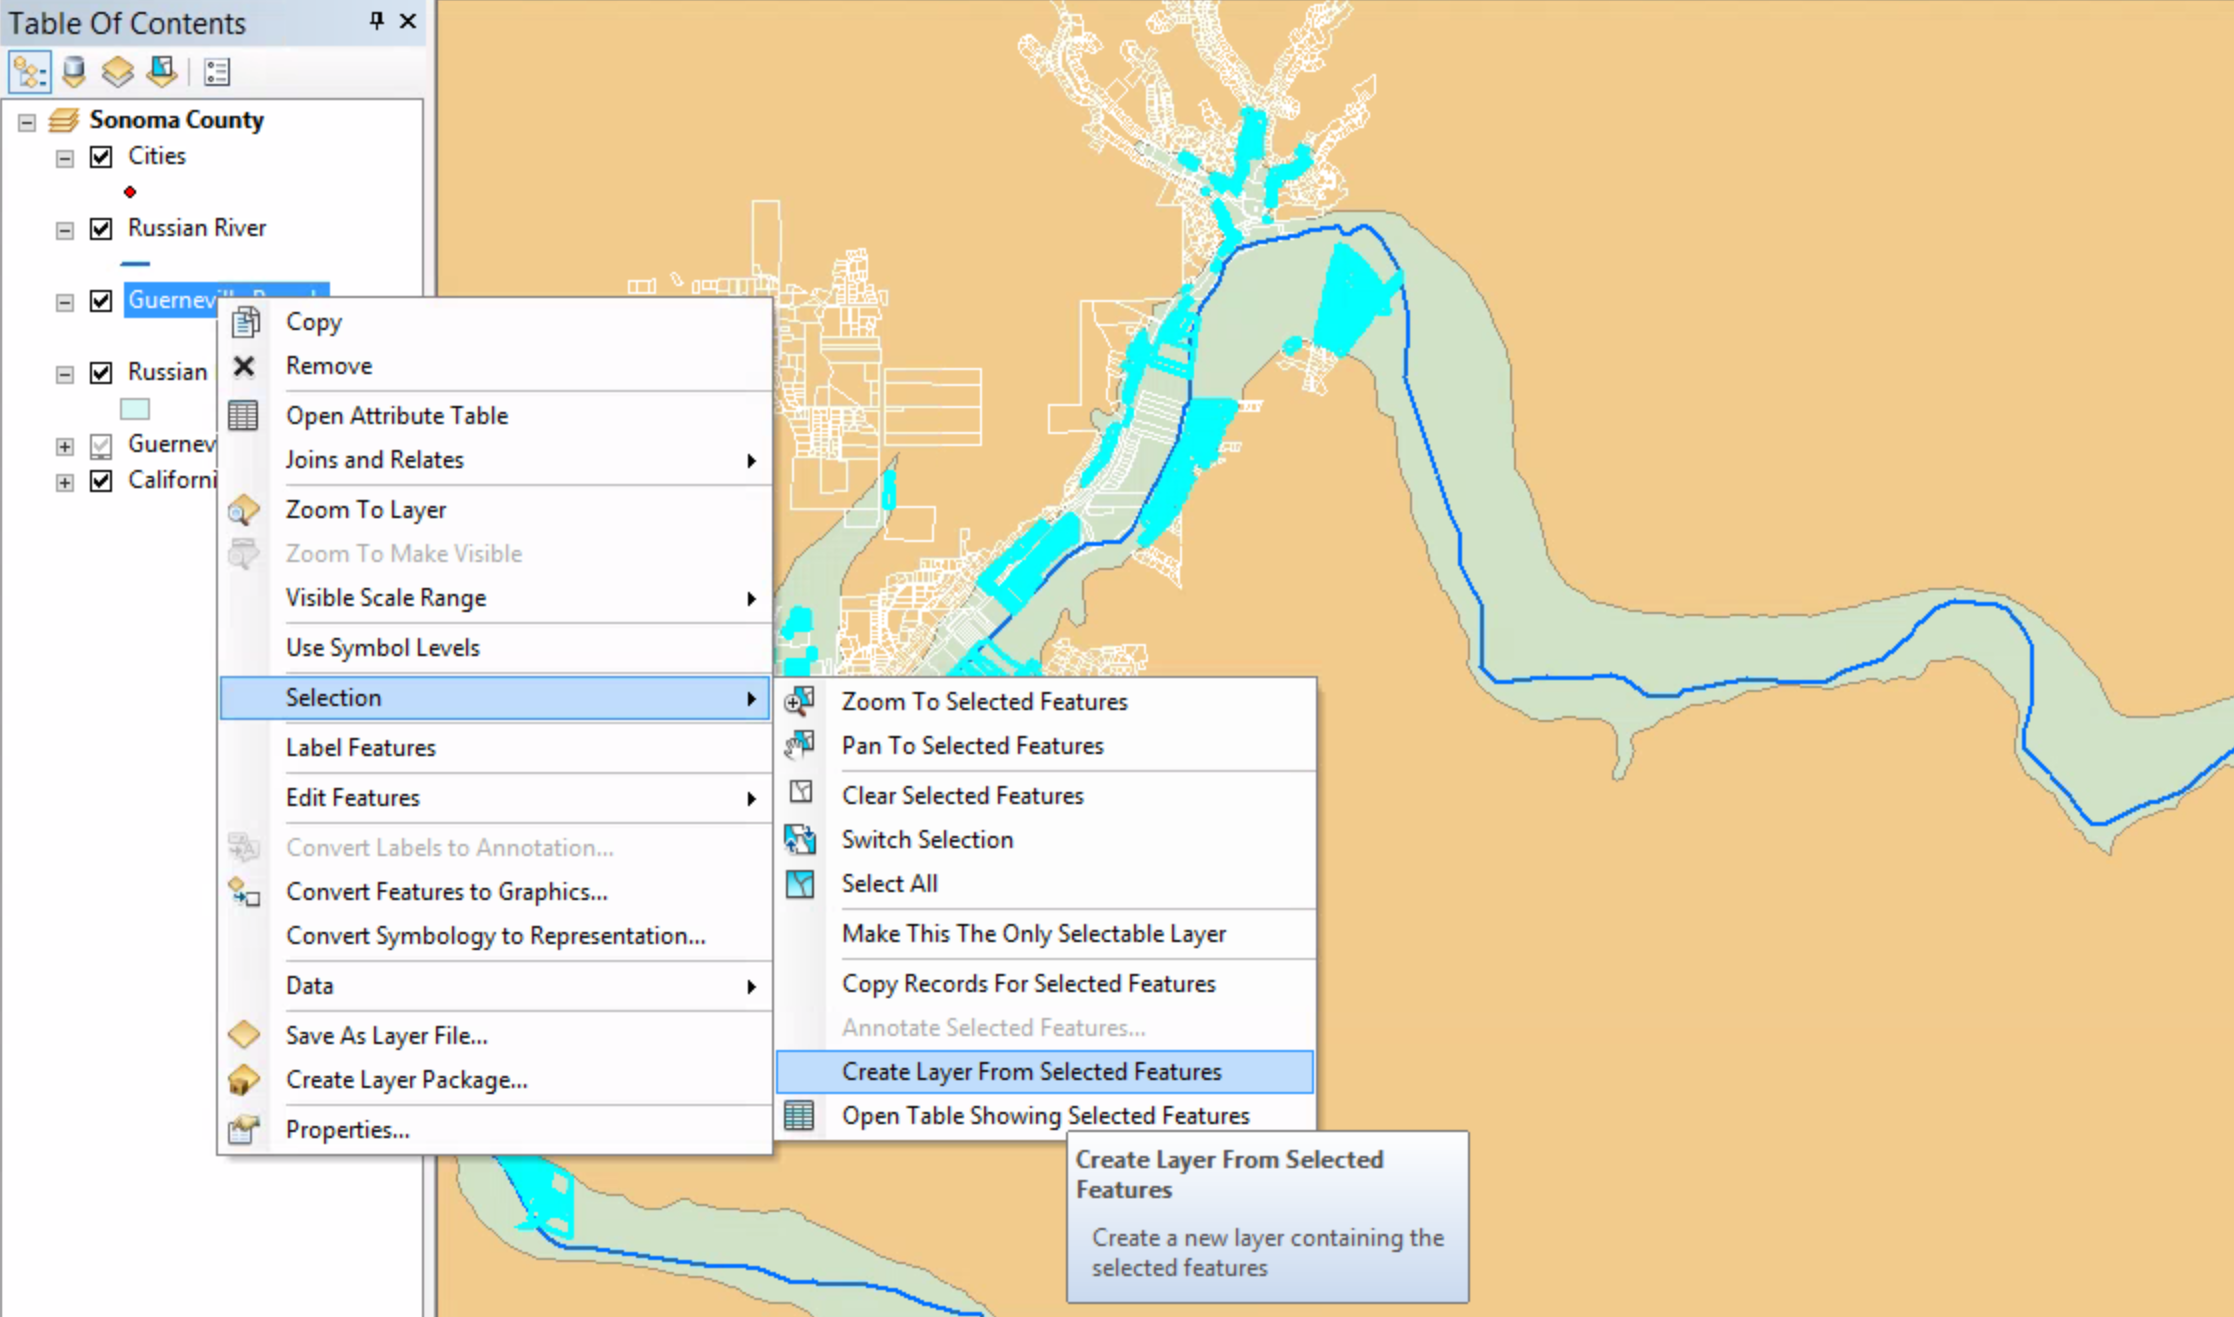 Table Of Contents
Sonoma County
Cities
Russian River
Guernevi
Russian
Guernev
Californi
Copy
Remove
Open Attribute Table
Joins and Relates
Zoom To Layer
Zoom To Make Visible
Visible Scale Range
Use Symbol Levels
Selection
Label Features
Edit Features
Convert Labels to Annotation...
Convert Features to Graphics...
Convert Symbology to Representation...
Data
Save As Layer File...
Create Layer Package...
Properties...
Zoom To Selected Features
Pan To Selected Features
Clear Selected Features
Switch Selection
Select All
Make This The Only Selectable Layer
Copy Records For Selected Features
Annotate Selected Features...
Create Layer From Selected Features
Open Table Showing Selected Features
Create Layer From Selected
Features
Create a new layer containing the
selected features